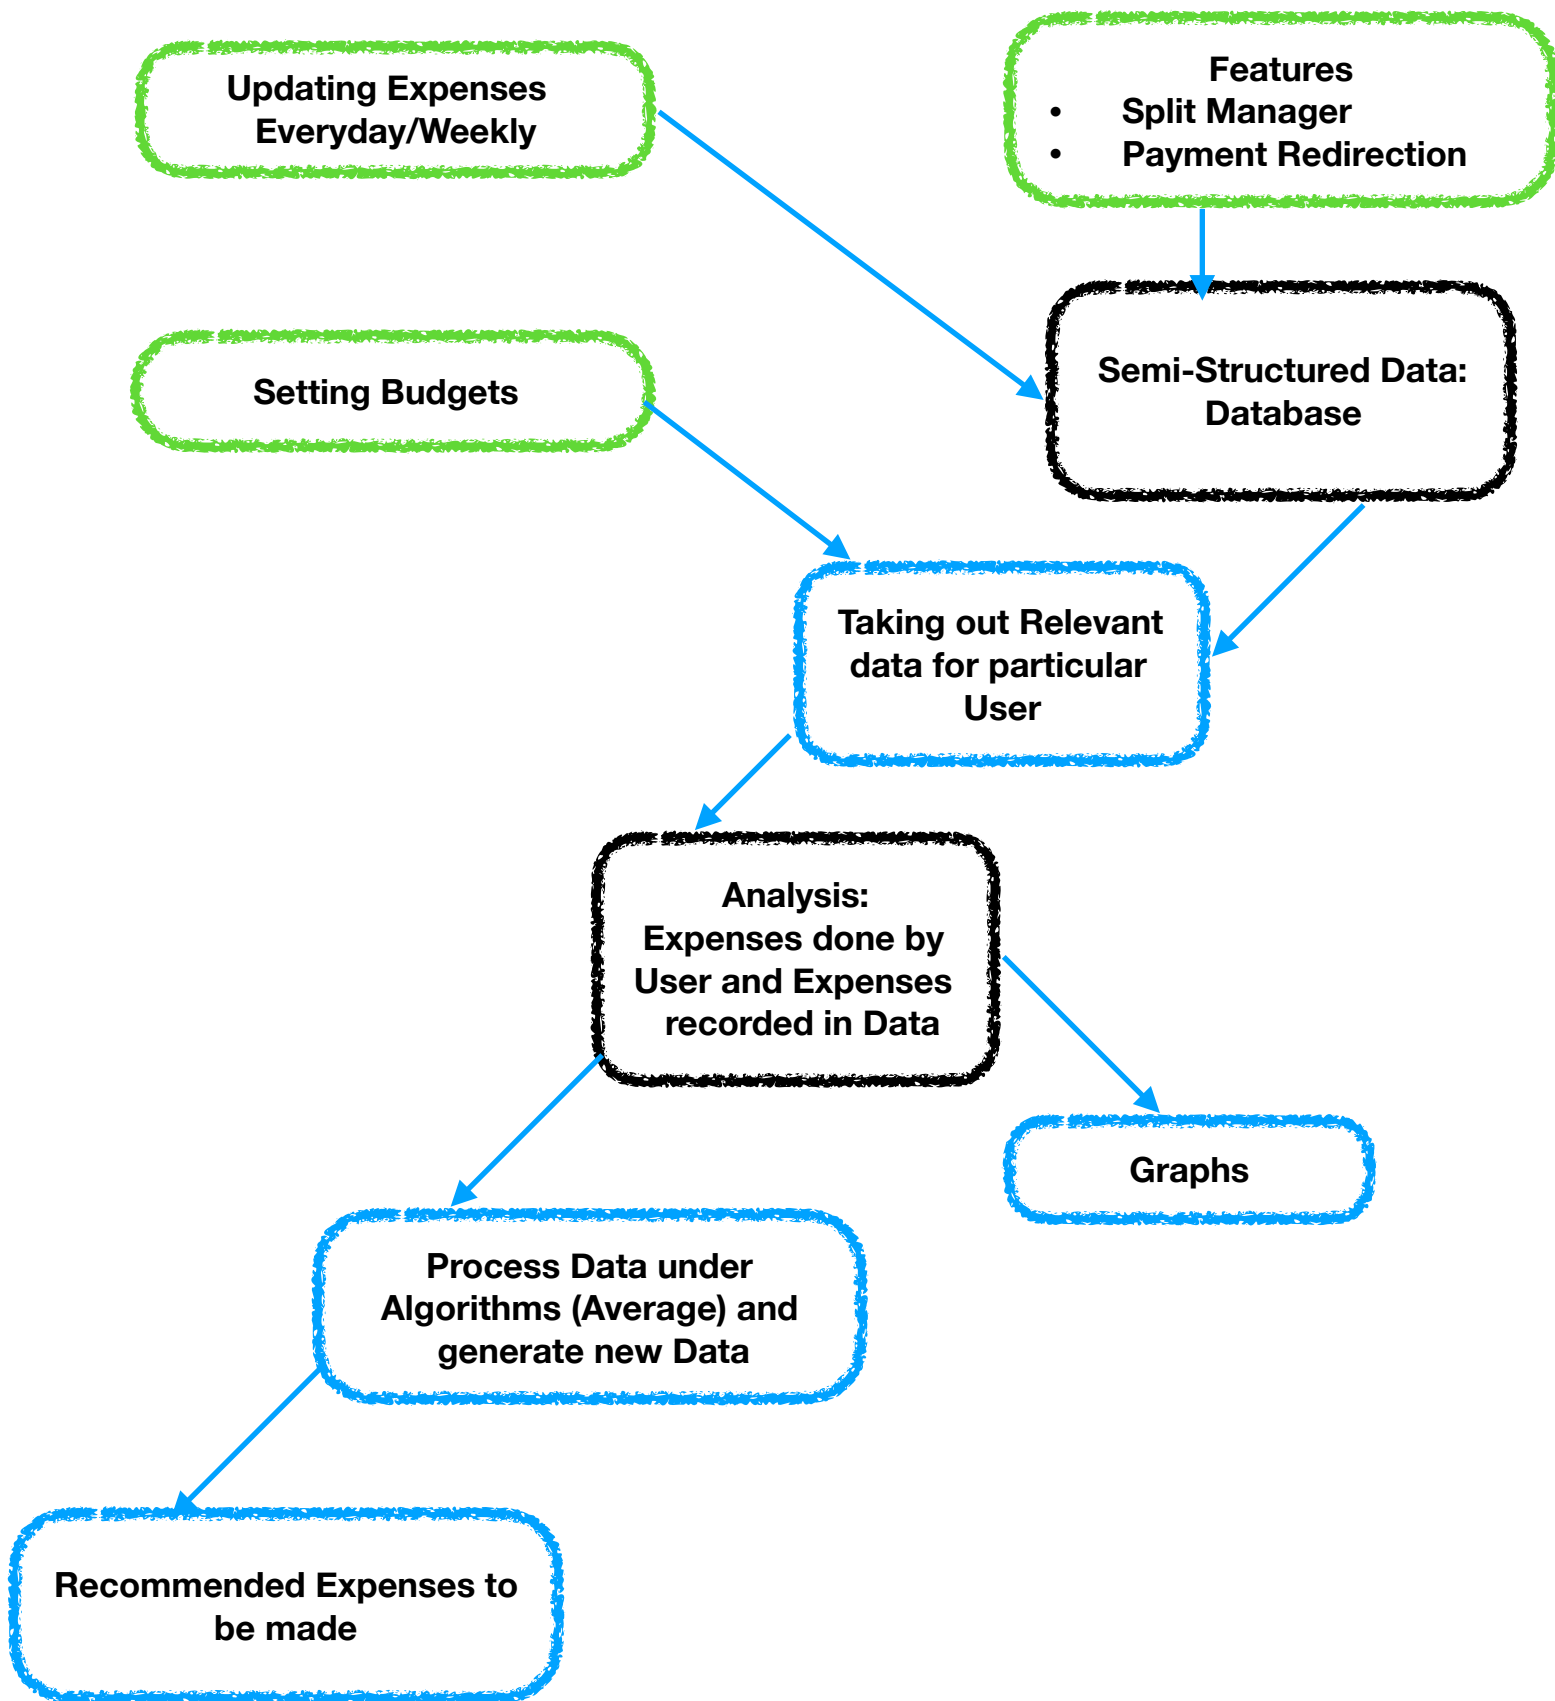 Updating Expenses
Everyday/Weekly
Features
• Split Manager
• Payment Redirection
Semi-Structured Data:
Database
Setting Budgets
Taking out Relevant
data for particular
User
Analysis:
Expenses done by
User and Expenses
recorded in Data
Graphs
Process Data under
Algorithms (Average) and
generate new Data
Recommended Expenses to
be made